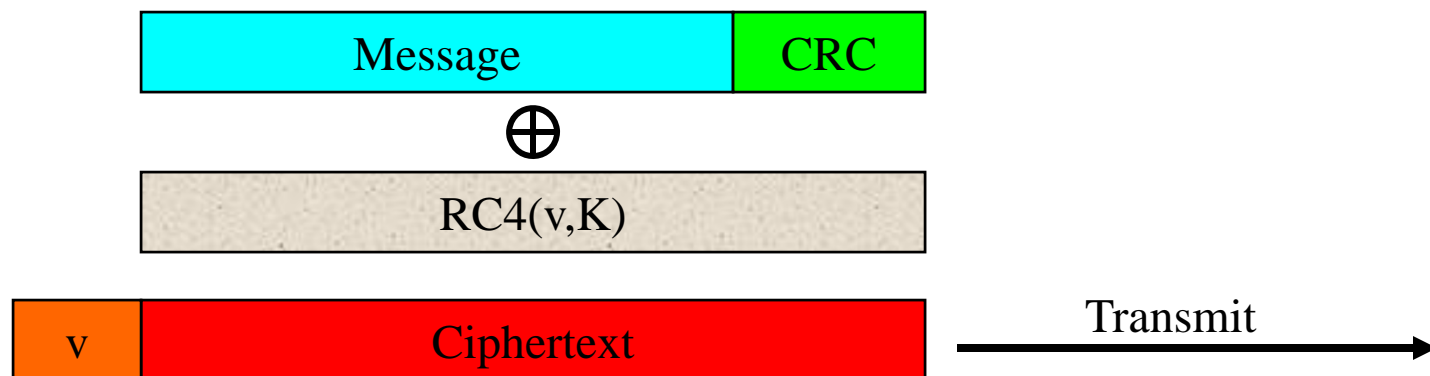 Message CRC
⊕
RC4(v,K)
v Ciphertext
Transmit